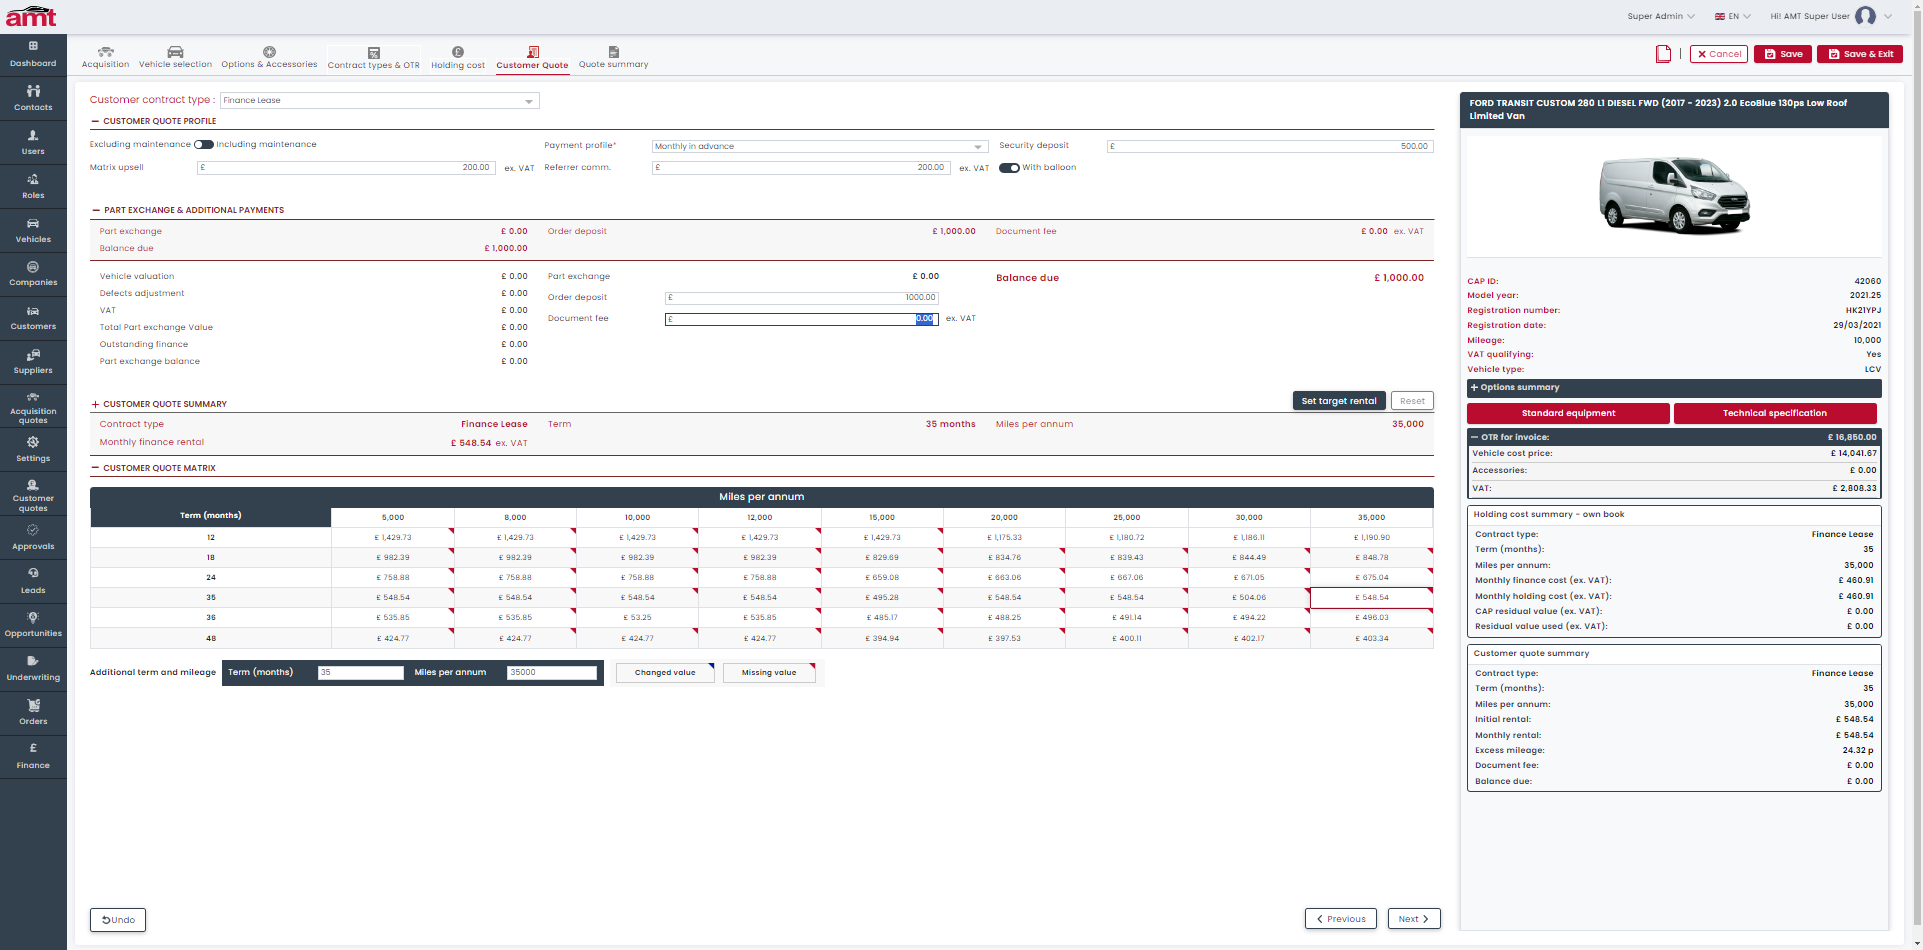 amt
Super Admin EN Hi! AMT Super User
Dashboard
Contacts
Users
Roles
Vehicles
Companies
Customers
Suppliers
Acquisition quotes
Settings
Customer quotes
Approvals
Leads
Opportunities
Underwriting
Orders
£
Finance
Acquisition Vehicle selection Options & Accessories Contract types & OTR Holding cost Customer Quote Quote summary
Cancel Save Save & Exit
Customer contract type : Finance Lease
CUSTOMER QUOTE PROFILE
Excluding maintenance Including maintenance Payment profile* Monthly in advance Security deposit £ 500.00
Matrix upsell £ 200.00 ex. VAT Referrer comm. £ 200.00 ex. VAT With balloon
PART EXCHANGE & ADDITIONAL PAYMENTS
Part exchange £ 0.00 Order deposit £ 1,000.00 Document fee £ 0.00 ex. VAT
Balance due £ 1,000.00
Vehicle valuation £ 0.00 Part exchange £ 0.00 Balance due £ 1,000.00
Defects adjustment £ 0.00 Order deposit £ 1000.00
VAT £ 0.00 Document fee £ 0.00 ex. VAT
Total Part exchange Value £ 0.00
Outstanding finance £ 0.00
Part exchange balance £ 0.00
CUSTOMER QUOTE SUMMARY Set target rental Reset
Contract type Finance Lease Term 35 months Miles per annum 35,000
Monthly finance rental £ 548.54 ex. VAT
CUSTOMER QUOTE MATRIX
Miles per annum
Term (months) 5,000 8,000 10,000 12,000 15,000 20,000 25,000 30,000 35,000
12 £ 1,429.73 £ 1,429.73 £ 1,429.73 £ 1,429.73 £ 1,429.73 £ 1,175.33 £ 1,180.72 £ 1,186.11 £ 1,190.90
18 £ 982.39 £ 982.39 £ 982.39 £ 982.39 £ 829.69 £ 834.76 £ 839.43 £ 844.49 £ 848.78
24 £ 758.88 £ 758.88 £ 758.88 £ 758.88 £ 659.08 £ 663.06 £ 667.06 £ 671.05 £ 675.04
35 £ 548.54 £ 548.54 £ 548.54 £ 548.54 £ 495.28 £ 548.54 £ 548.54 £ 504.06 £ 548.54
36 £ 535.85 £ 535.85 £ 53.25 £ 535.85 £ 485.17 £ 488.25 £ 491.14 £ 494.22 £ 496.03
48 £ 424.77 £ 424.77 £ 424.77 £ 424.77 £ 394.94 £ 397.53 £ 400.11 £ 402.17 £ 403.34
Additional term and mileage Term (months) 35 Miles per annum 35000 Changed value Missing value
Undo Previous Next
FORD TRANSIT CUSTOM 280 L1 DIESEL FWD (2017 - 2023) 2.0 EcoBlue 130ps Low Roof
Limited Van
CAP ID: 42060
Model year: 2021.25
Registration number: HK21YPJ
Registration date: 29/03/2021
Mileage: 10,000
VAT qualifying: Yes
Vehicle type: LCV
Options summary
Standard equipment Technical specification
OTR for invoice: £ 16,850.00
Vehicle cost price: £ 14,041.67
Accessories: £ 0.00
VAT: £ 2,808.33
Holding cost summary - own book
Contract type: Finance Lease
Term (months): 35
Miles per annum: 35,000
Monthly finance cost (ex. VAT): £ 460.91
Monthly holding cost (ex. VAT): £ 460.91
CAP residual value (ex. VAT): £ 0.00
Residual value used (ex. VAT): £ 0.00
Customer quote summary
Contract type: Finance Lease
Term (months): 35
Miles per annum: 35,000
Initial rental: £ 548.54
Monthly rental: £ 548.54
Excess mileage: 24.32 p
Document fee: £ 0.00
Balance due: £ 0.00